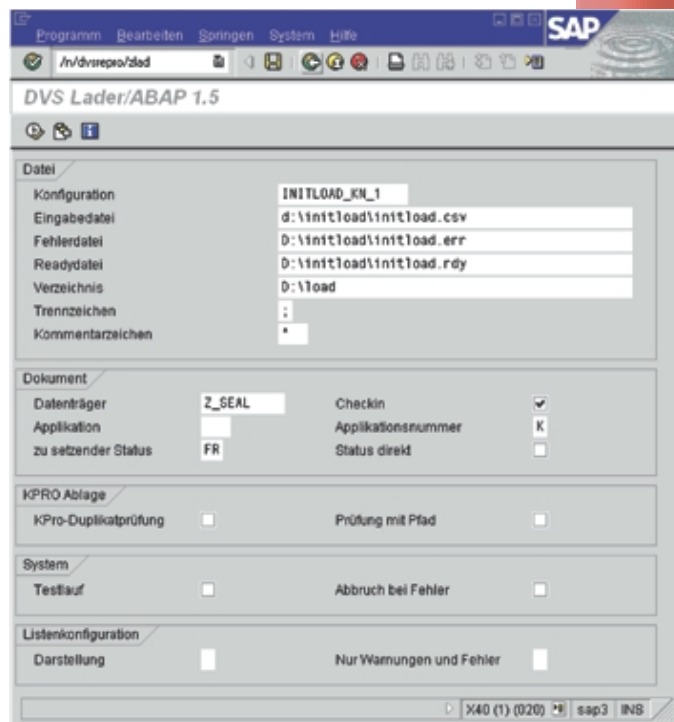 Programm Bearbeiten Springen System Hilfe
SAP
/n/dvsrepro/zlad
DVS Lader/ABAP 1.5
Datei
Konfiguration INITLOAD_KN_1
Eingabedatei d:\initload\initload.csv
Fehlerdatei D:\initload\initload.err
Readydatei D:\initload\initload.rdy
Verzeichnis D:\load
Trennzeichen ;
Kommentarzeichen *
Dokument
Datenträger Z_SEAL Checkin
Applikation Applikationsnummer K
zu setzender Status FR Status direkt
KPRO Ablage
KPro-Duplikatprüfung Prüfung mit Pfad
System
Testlauf Abbruch bei Fehler
Listenkonfiguration
Darstellung Nur Warnungen und Fehler
X40 (1) (020) sap3 INS